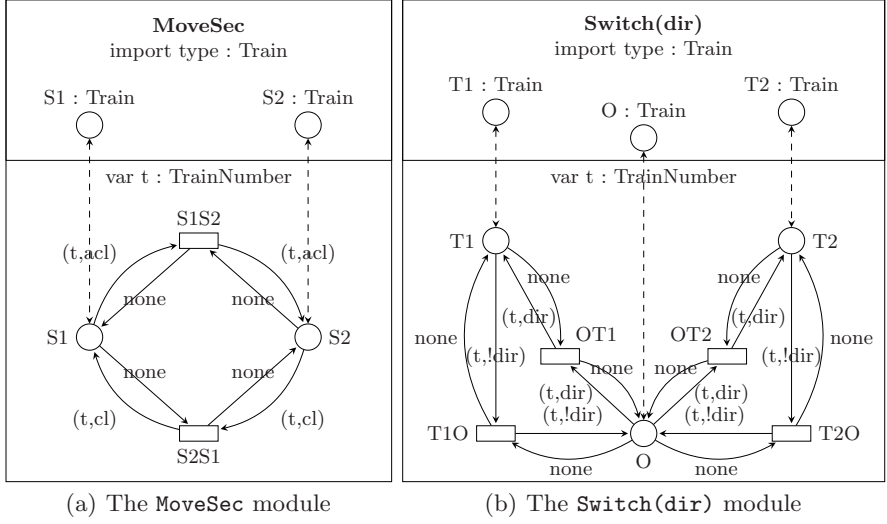 MoveSec
import type : Train
S1 : Train
S2 : Train
var t : TrainNumber
S1S2
(t,acl)
(t,acl)
none
none
S1
S2
none
none
(t,cl)
(t,cl)
S2S1
(a) The MoveSec module
Switch(dir)
import type : Train
T1 : Train
T2 : Train
O : Train
var t : TrainNumber
T1
T2
none
none
(t,dir)
(t,dir)
none
OT1
OT2
none
(t,!dir)
none
none
(t,!dir)
(t,dir)
(t,dir)
(t,!dir)
(t,!dir)
T1O
T2O
O
none
none
(b) The Switch(dir) module